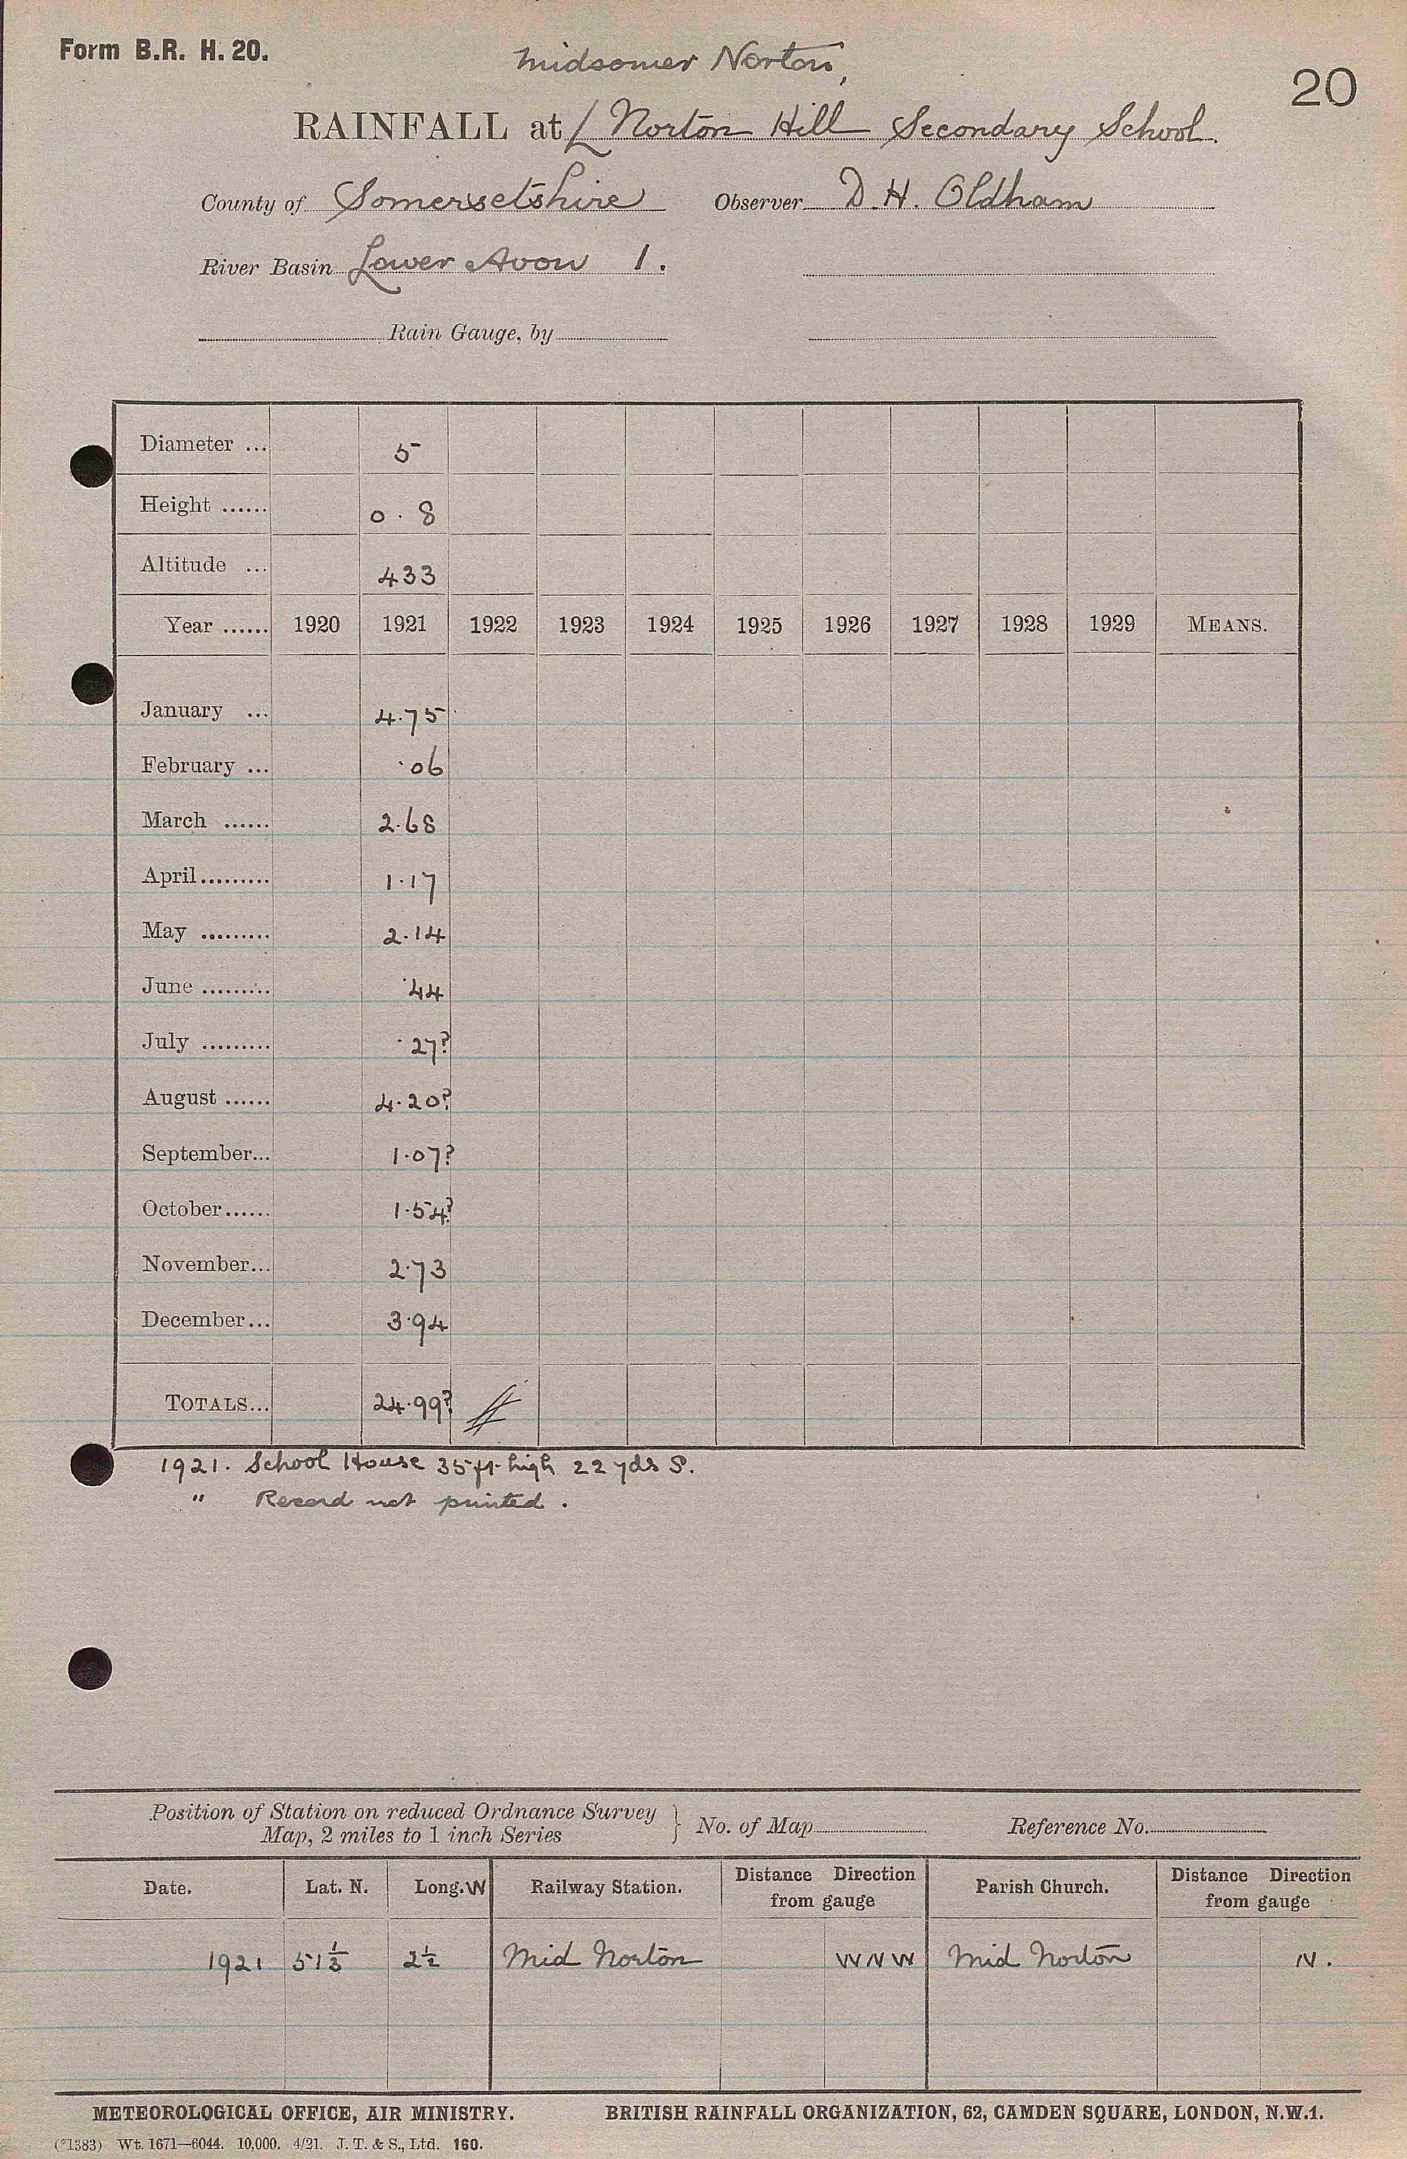 Form B.R. H. 20.
20
Midsomer Norton,
RAINFALL at Norton Hill Secondary School.
County of Somersetshire Observer D. H. Oldham
River Basin Lower Avon 1.
Rain Gauge, by
Diameter ... 5
Height ...... 0.8
Altitude ... 433
Year ...... 1920 1921 1922 1923 1924 1925 1926 1927 1928 1929 MEANS.
January ... 4.75
February ... .06
March ...... 2.68
April......... 1.17
May ......... 2.14
June ......... .44
July ......... .27?
August ...... 4.20?
September... 1.07?
October...... 1.54?
November... 2.73
December... 3.94
TOTALS... 24.99?
1921. School House 35 ft. high 22 yds S.
" Record not printed.
Position of Station on reduced Ordnance Survey
Map, 2 miles to 1 inch Series } No. of Map Reference No.
Date. Lat. N. Long. W Railway Station. Distance Direction from gauge Parish Church. Distance Direction from gauge
1921 51 1/3 2 1/2 Mid Norton WNW Mid Norton N.
METEOROLOGICAL OFFICE, AIR MINISTRY. BRITISH RAINFALL ORGANIZATION, 62, CAMDEN SQUARE, LONDON, N.W.1.
(*1383) Wt. 1671—6044. 10,000. 4/21. J. T. & S., Ltd. 160.